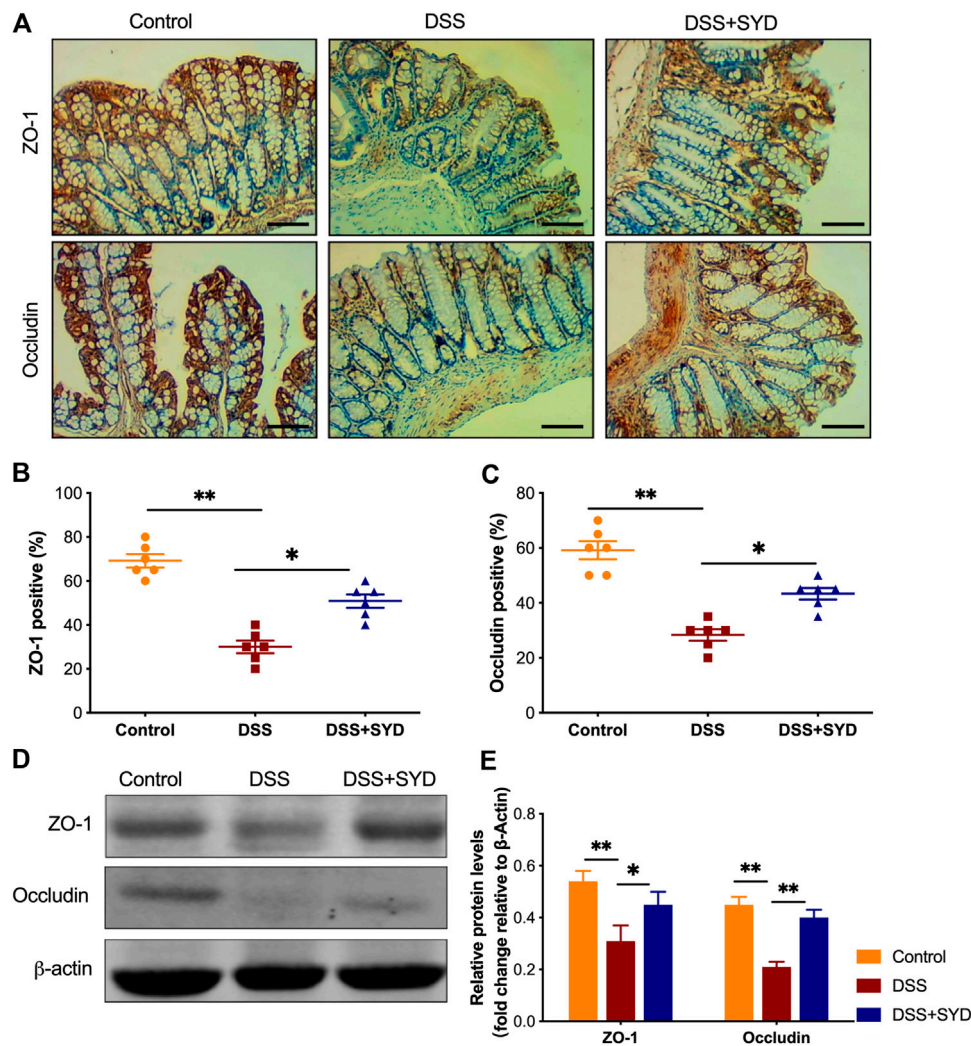 A
Control
DSS
DSS+SYD
ZO-1
Occludin
B
ZO-1 positive (%)
100
80
60
40
20
0
**
*
Control
DSS
DSS+SYD
C
Occludin positive (%)
80
60
40
20
0
**
*
Control
DSS
DSS+SYD
D
Control
DSS
DSS+SYD
ZO-1
Occludin
β-actin
E
Relative protein levels
(fold change relative to β-Actin)
0.8
0.6
0.4
0.2
0.0
**
*
**
**
ZO-1
Occludin
Control
DSS
DSS+SYD